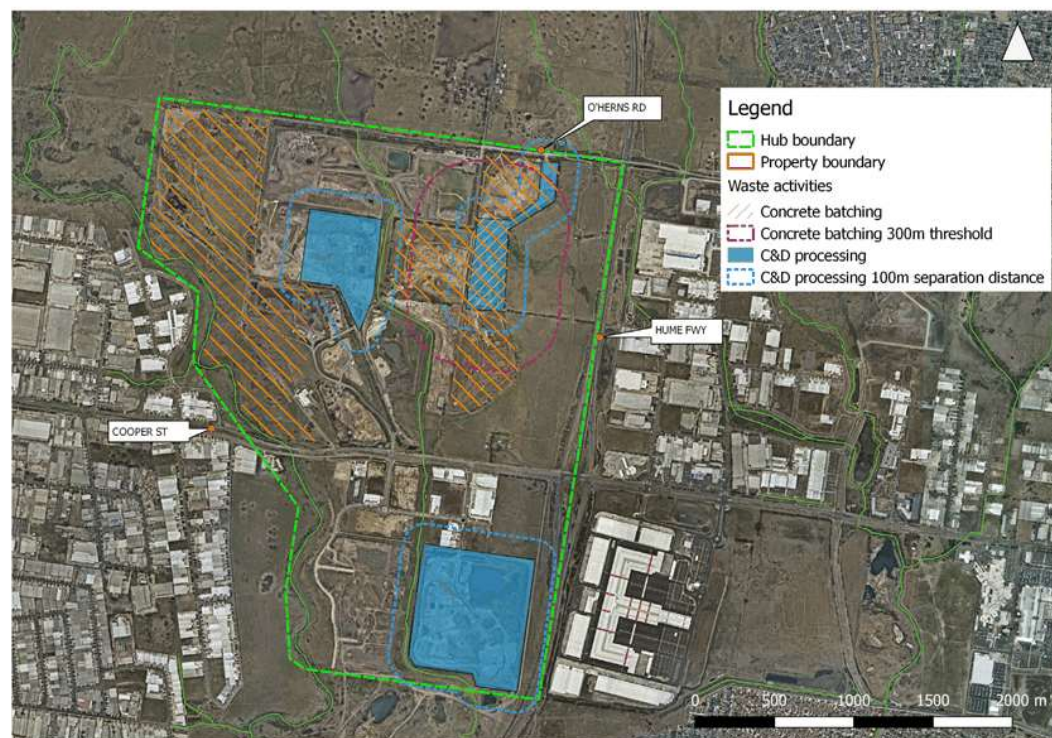 O'HERNS RD
Legend
Hub boundary
Property boundary
Waste activities
Concrete batching
Concrete batching 300m threshold
C&D processing
C&D processing 100m separation distance
HUME FWY
COOPER ST
0 500 1000 1500 2000 m